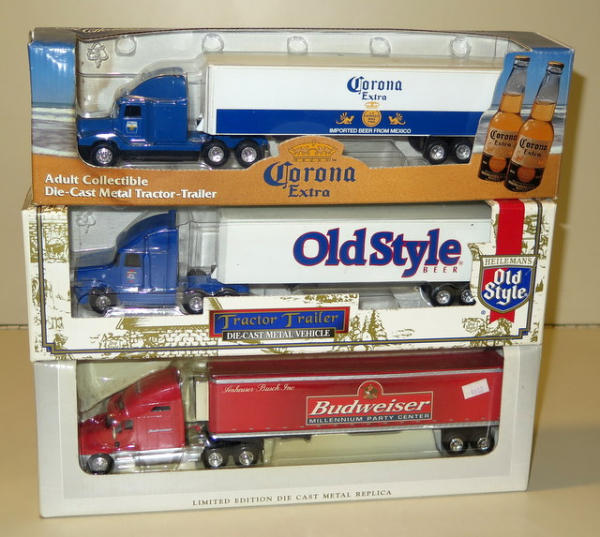 Corona
Extra
IMPORTED BEER FROM MEXICO
Corona
Extra
Corona
Extra
Adult Collectible
Die-Cast Metal Tractor-Trailer
Corona
Extra
Old Style
BEER
HEILEMAN'S
Old
Style
Tractor Trailer
DIE-CAST METAL VEHICLE
Anheuser-Busch Inc
Budweiser
MILLENNIUM PARTY CENTER
LIMITED EDITION DIE CAST METAL REPLICA